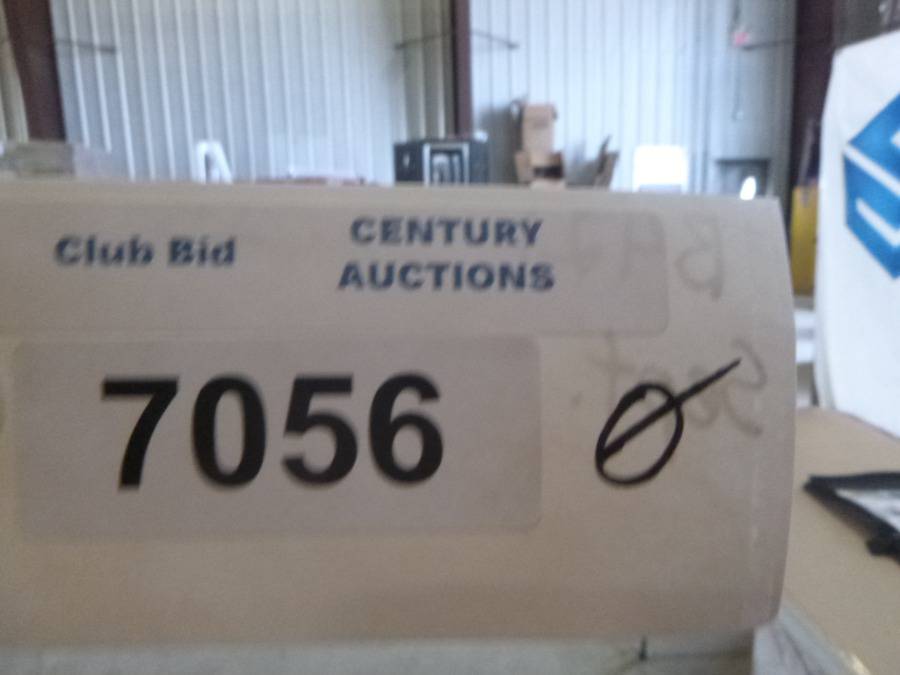 Club Bid
CENTURY
AUCTIONS
7056 Ø